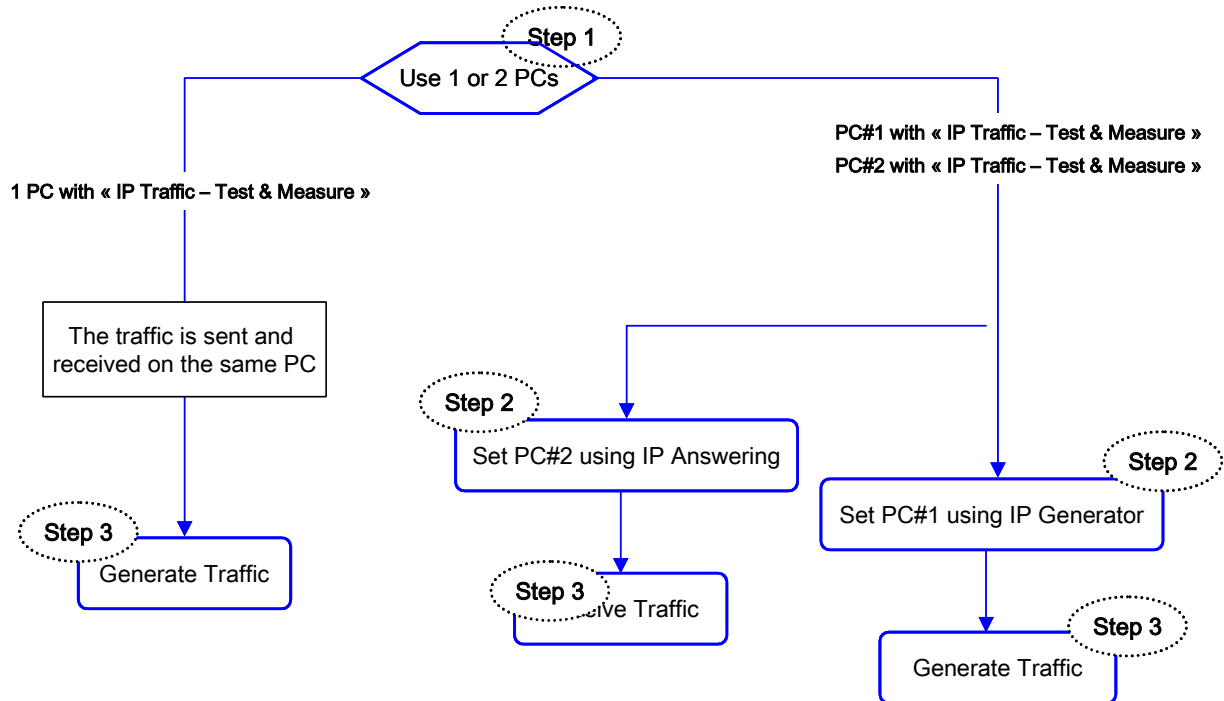 Step 1
Use 1 or 2 PCs
PC#1 with « IP Traffic – Test & Measure »
PC#2 with « IP Traffic – Test & Measure »
1 PC with « IP Traffic – Test & Measure »
The traffic is sent and
received on the same PC
Step 2
Set PC#2 using IP Answering
Step 2
Set PC#1 using IP Generator
Step 3
Generate Traffic
Step 3
Traffic
Step 3
Generate Traffic